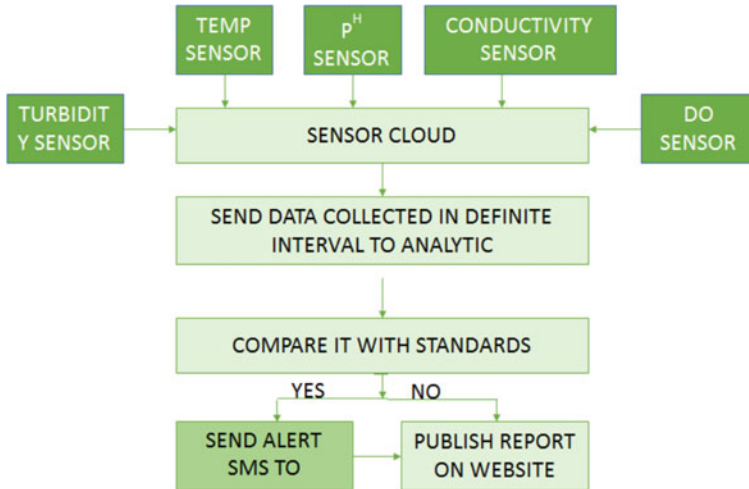 TEMP
SENSOR
P^H
SENSOR
CONDUCTIVITY
SENSOR
TURBIDIT
Y SENSOR
SENSOR CLOUD
DO
SENSOR
SEND DATA COLLECTED IN DEFINITE
INTERVAL TO ANALYTIC
COMPARE IT WITH STANDARDS
YES
NO
SEND ALERT
SMS TO
PUBLISH REPORT
ON WEBSITE